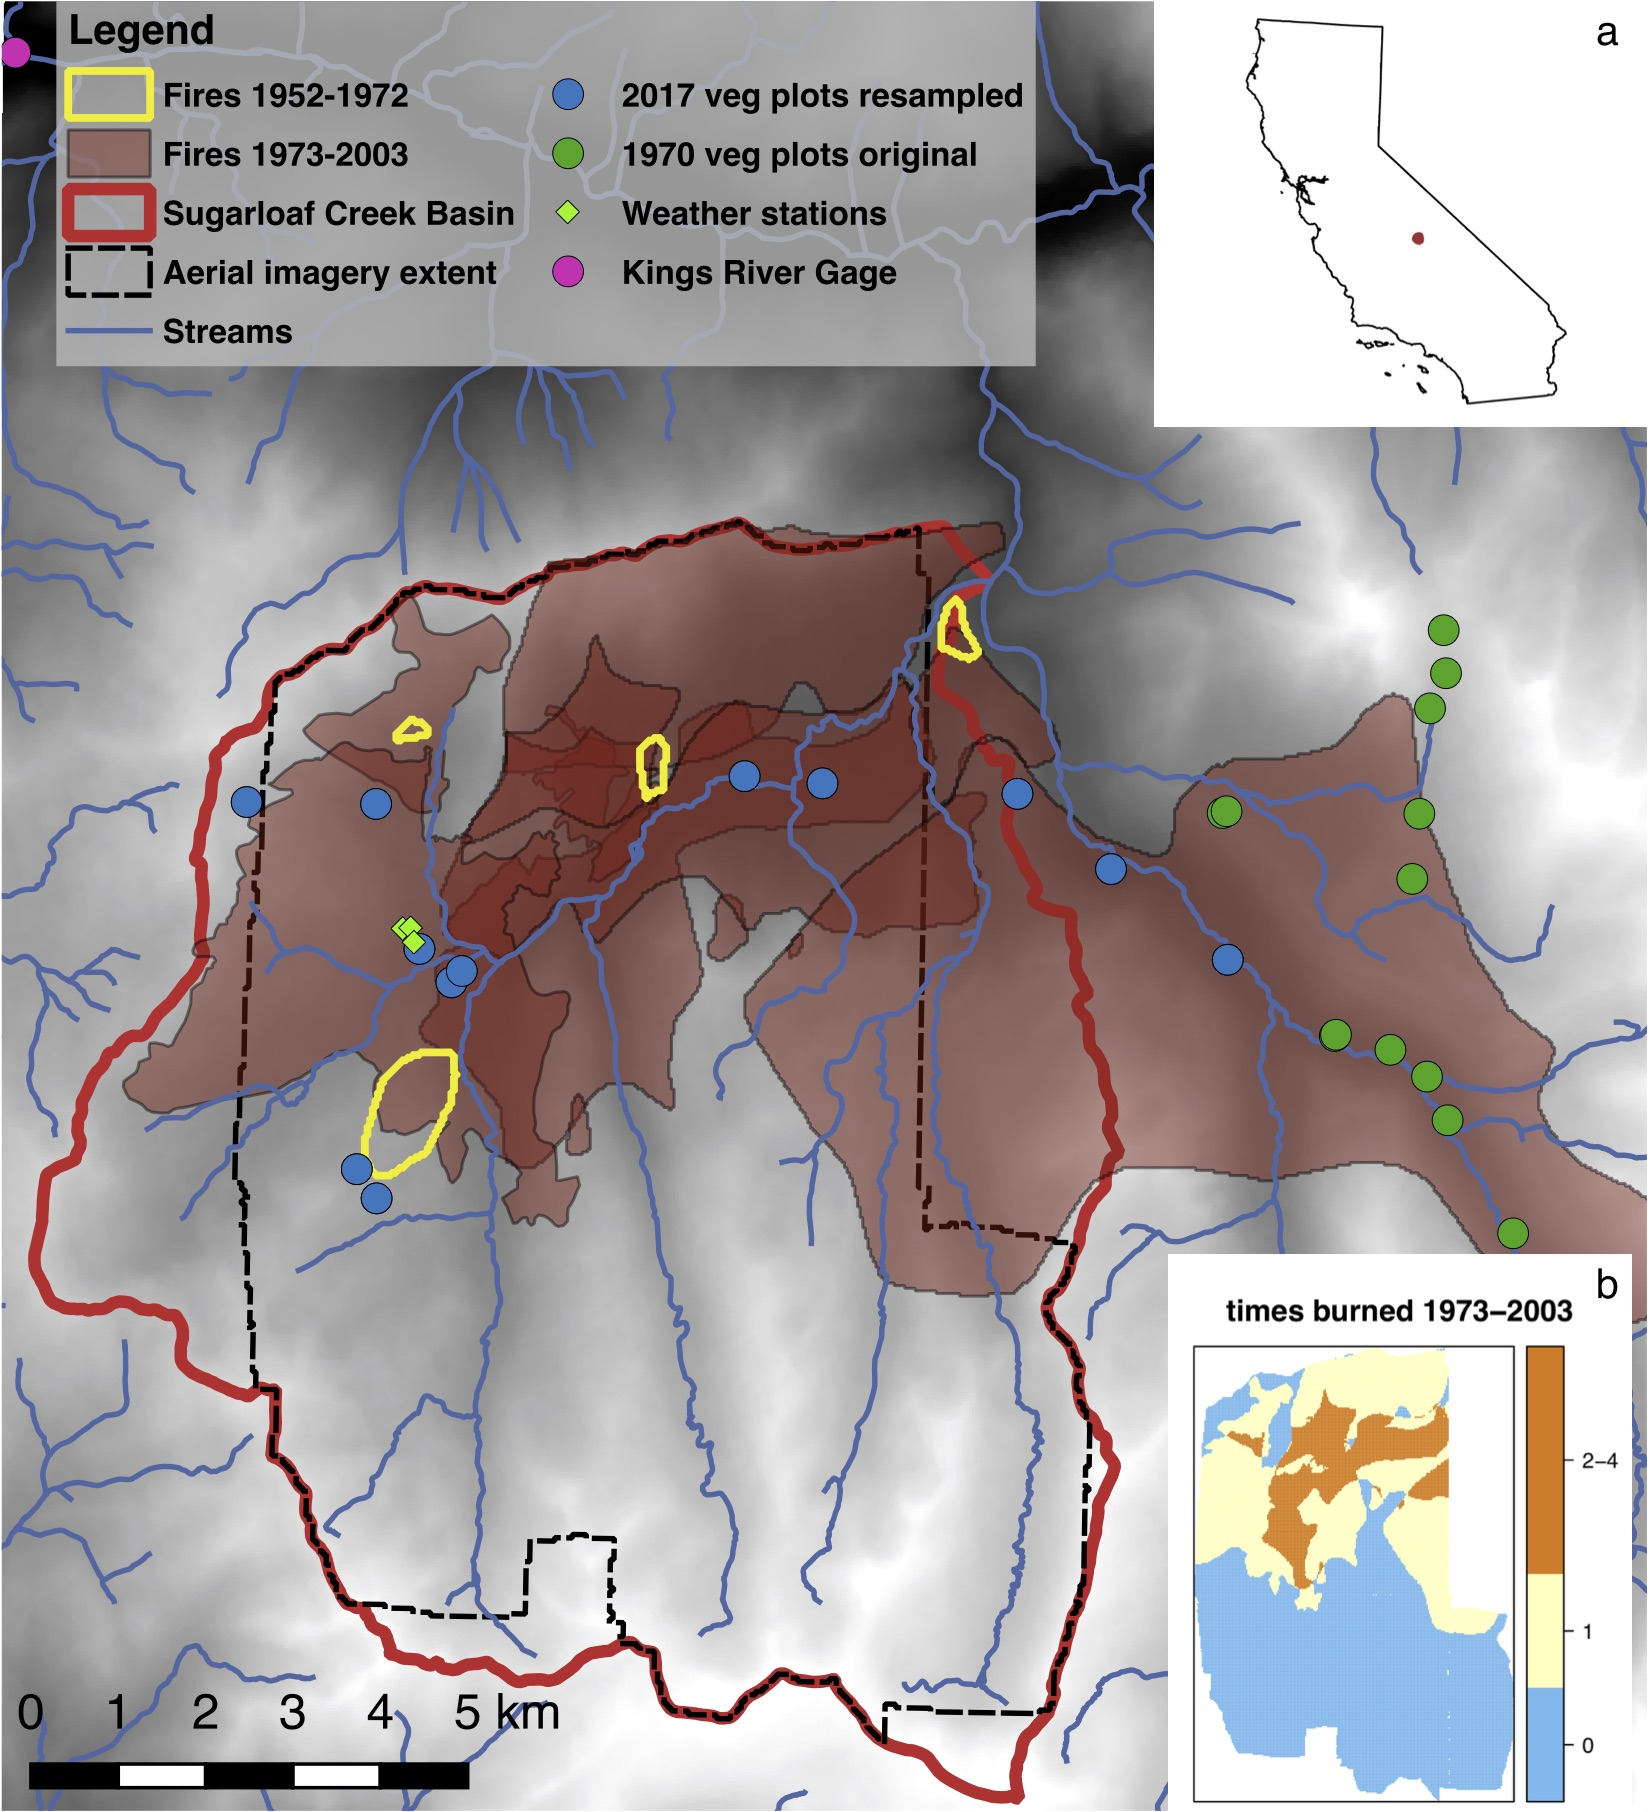 Legend
Fires 1952-1972
Fires 1973-2003
Sugarloaf Creek Basin
Aerial imagery extent
Streams
2017 veg plots resampled
1970 veg plots original
Weather stations
Kings River Gage
a
b
times burned 1973–2003
2–4
1
0
0 1 2 3 4 5 km